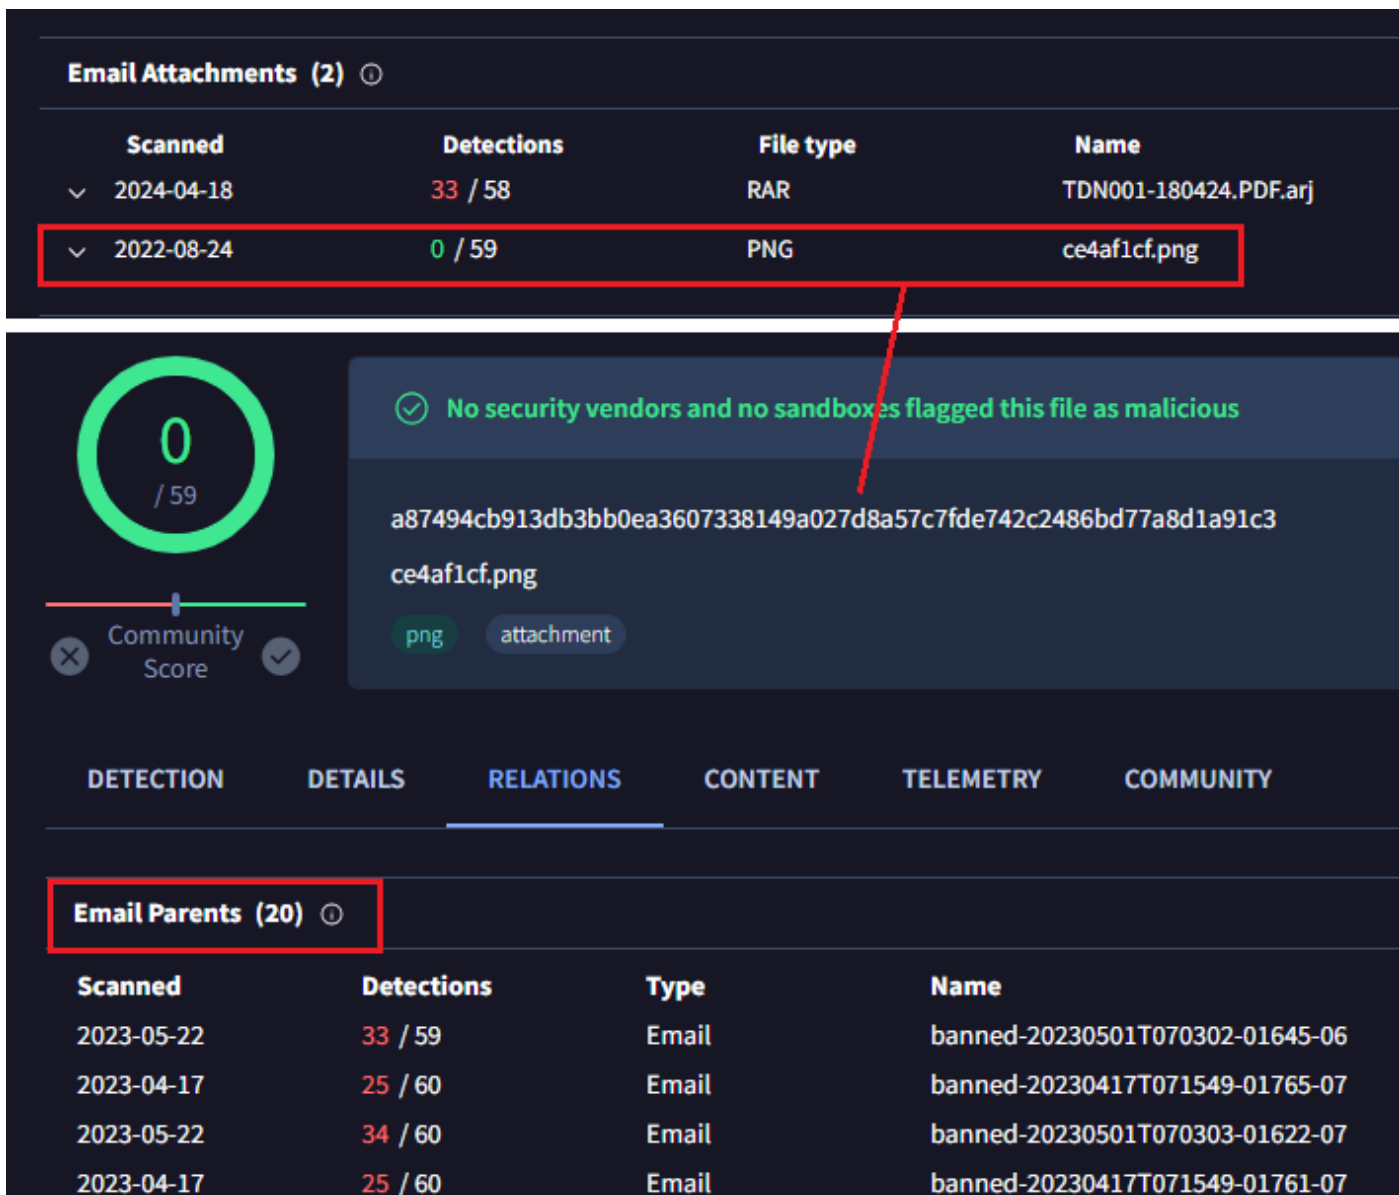 Email Attachments (2)
Scanned Detections File type Name
2024-04-18 33 / 58 RAR TDN001-180424.PDF.arj
2022-08-24 0 / 59 PNG ce4af1cf.png
0
/ 59
Community
Score
No security vendors and no sandboxes flagged this file as malicious
a87494cb913db3bb0ea3607338149a027d8a57c7fde742c2486bd77a8d1a91c3
ce4af1cf.png
png attachment
DETECTION DETAILS RELATIONS CONTENT TELEMETRY COMMUNITY
Email Parents (20)
Scanned Detections Type Name
2023-05-22 33 / 59 Email banned-20230501T070302-01645-06
2023-04-17 25 / 60 Email banned-20230417T071549-01765-07
2023-05-22 34 / 60 Email banned-20230501T070303-01622-07
2023-04-17 25 / 60 Email banned-20230417T071549-01761-07